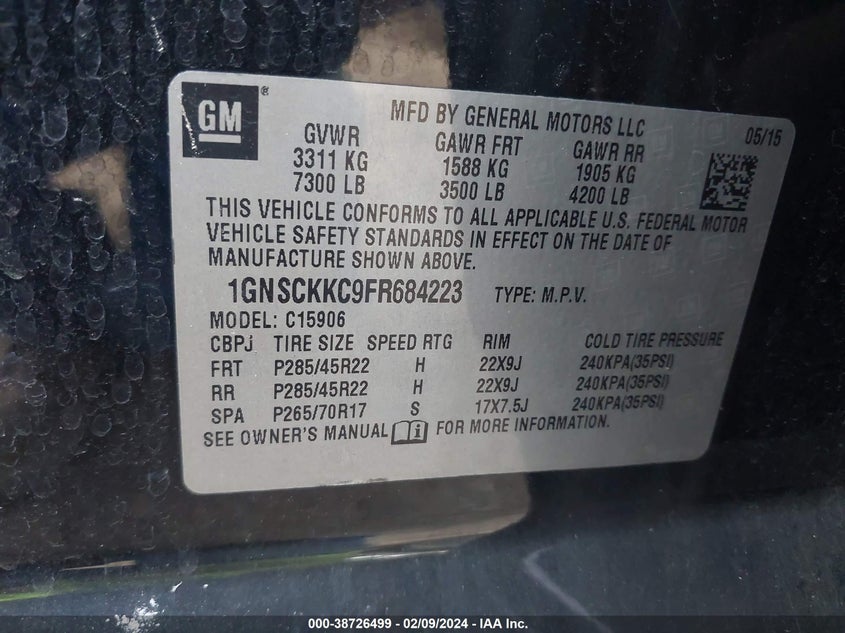 GM®
MFD BY GENERAL MOTORS LLC 05/15
GVWR GAWR FRT GAWR RR
3311 KG 1588 KG 1905 KG
7300 LB 3500 LB 4200 LB
THIS VEHICLE CONFORMS TO ALL APPLICABLE U.S. FEDERAL MOTOR
VEHICLE SAFETY STANDARDS IN EFFECT ON THE DATE OF
MANUFACTURE SHOWN ABOVE.
1GNSCKKC9FR684223 TYPE: M.P.V.
MODEL: C15906
CBPJ TIRE SIZE SPEED RTG RIM COLD TIRE PRESSURE
FRT P285/45R22 H 22X9J 240KPA(35PSI)
RR P285/45R22 H 22X9J 240KPA(35PSI)
SPA P265/70R17 S 17X7.5J 240KPA(35PSI)
SEE OWNER'S MANUAL i FOR MORE INFORMATION.
000-38726499 - 02/09/2024 - IAA Inc.